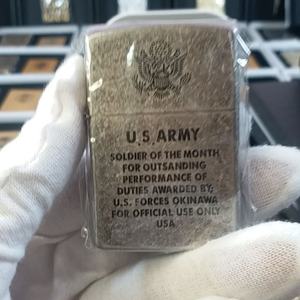 U.S. ARMY
SOLDIER OF THE MONTH
FOR OUTSANDING
PERFORMANCE OF
DUTIES AWARDED BY;
U.S. FORCES OKINAWA
FOR OFFICIAL USE ONLY
USA